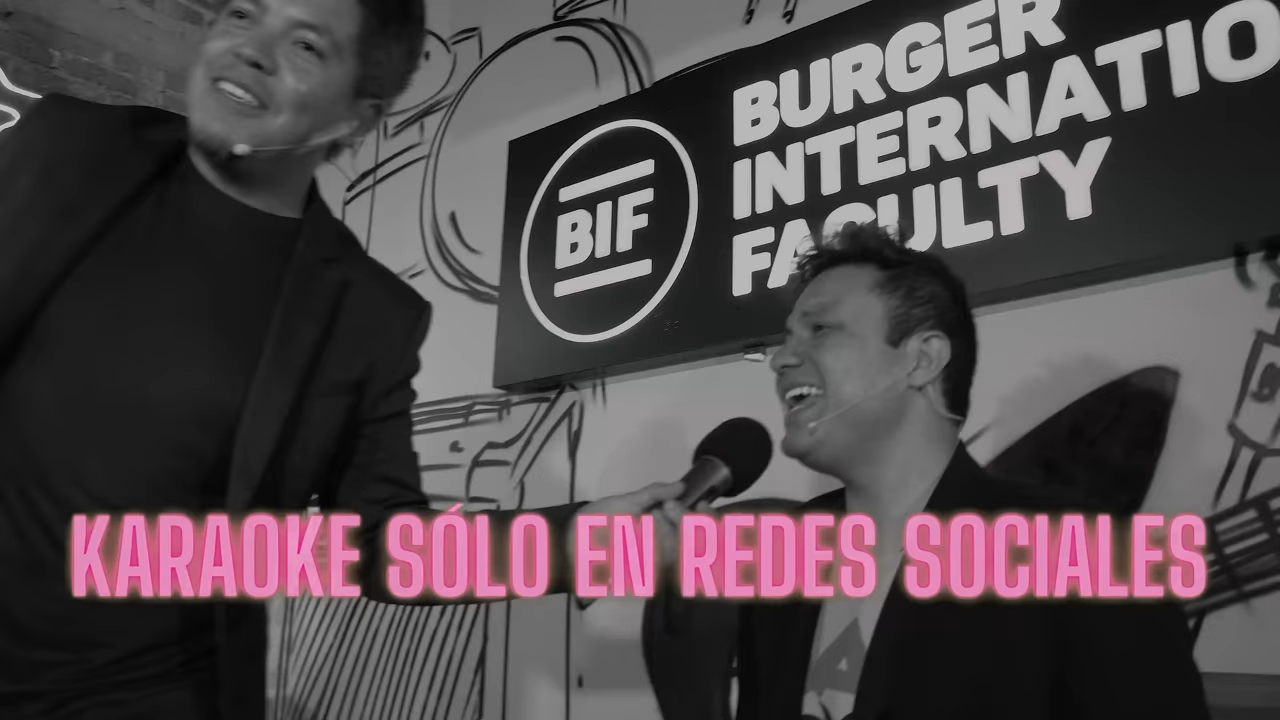 BURGER
INTERNATIO
FACULTY
BIF
KARAOKE SÓLO EN REDES SOCIALES